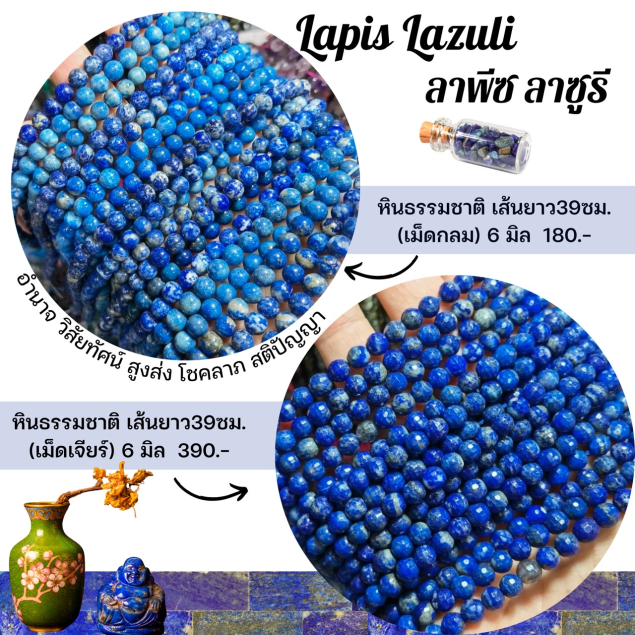 Lapis Lazuli
ลาพีซ ลาซูรี
หินธรรมชาติ เส้นยาว39ซม.
(เม็ดกลม) 6 มิล 180.-
อำนาจ วิสัยทัศน์ สูงส่ง โชคลาภ สติปัญญา
หินธรรมชาติ เส้นยาว39ซม.
(เม็ดเจียร์) 6 มิล 390.-